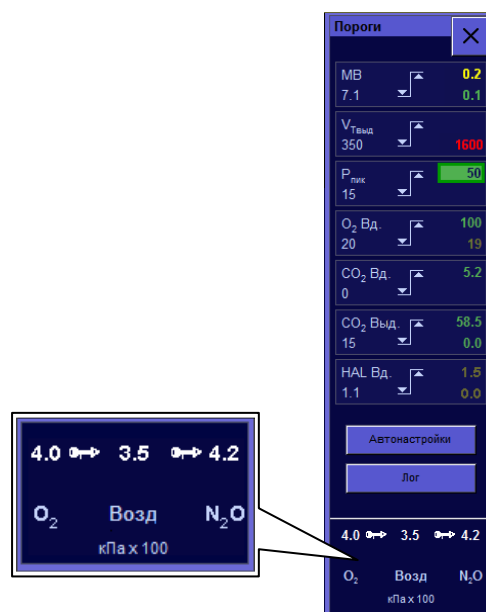 Пороги
МВ 0.2
7.1 0.1
VТвыд
350 1600
Pпик 50
15
O₂ Вд. 100
20 19
CO₂ Вд. 5.2
0
CO₂ Выд. 58.5
15 0.0
HAL Вд. 1.5
1.1 0.0
Автонастройки
Лог
4.0 3.5 4.2
O₂ Возд N₂O
кПа x 100
4.0 3.5 4.2
O₂ Возд N₂O
кПа x 100